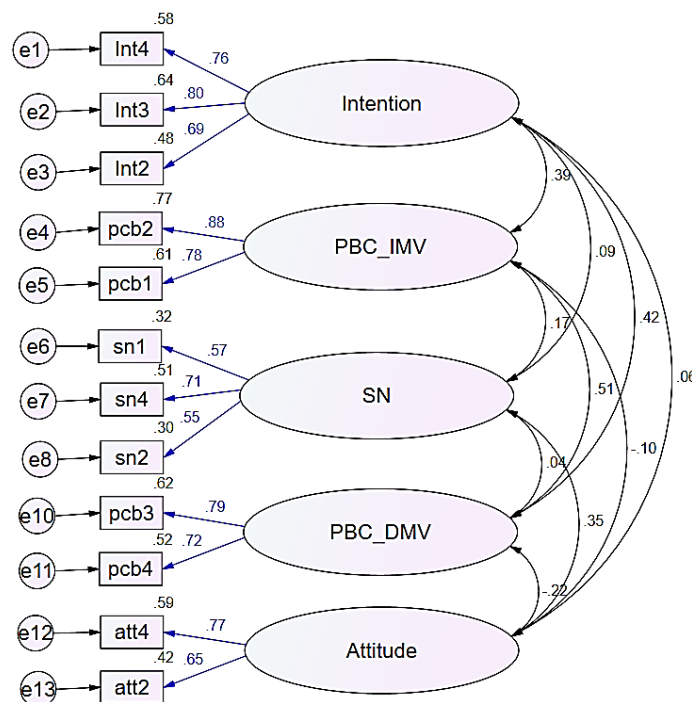 .58
e1 Int4 .76
.64
e2 Int3 .80 Intention
.48 .69
e3 Int2
.39
.77
e4 pcb2 .88
PBC_IMV
.61 .78 .09
e5 pcb1
.32 .17 .42
e6 sn1 .57
.51 .06
e7 sn4 .71 SN .51
.30 .55
e8 sn2 .04 -.10
.62
e10 pcb3 .79
.35
.52 .72 PBC_DMV
e11 pcb4
-.22
.59
e12 att4 .77
Attitude
.42 .65
e13 att2